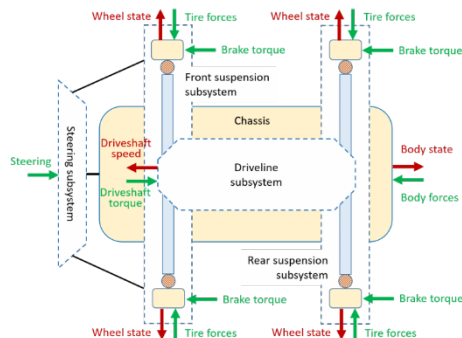 Wheel state
Tire forces
Wheel state
Tire forces
Brake torque
Brake torque
Front suspension
subsystem
Chassis
Steering subsystem
Driveshaft
speed
Driveline
subsystem
Body state
Steering
Driveshaft
torque
Body forces
Rear suspension
subsystem
Brake torque
Brake torque
Wheel state
Tire forces
Wheel state
Tire forces